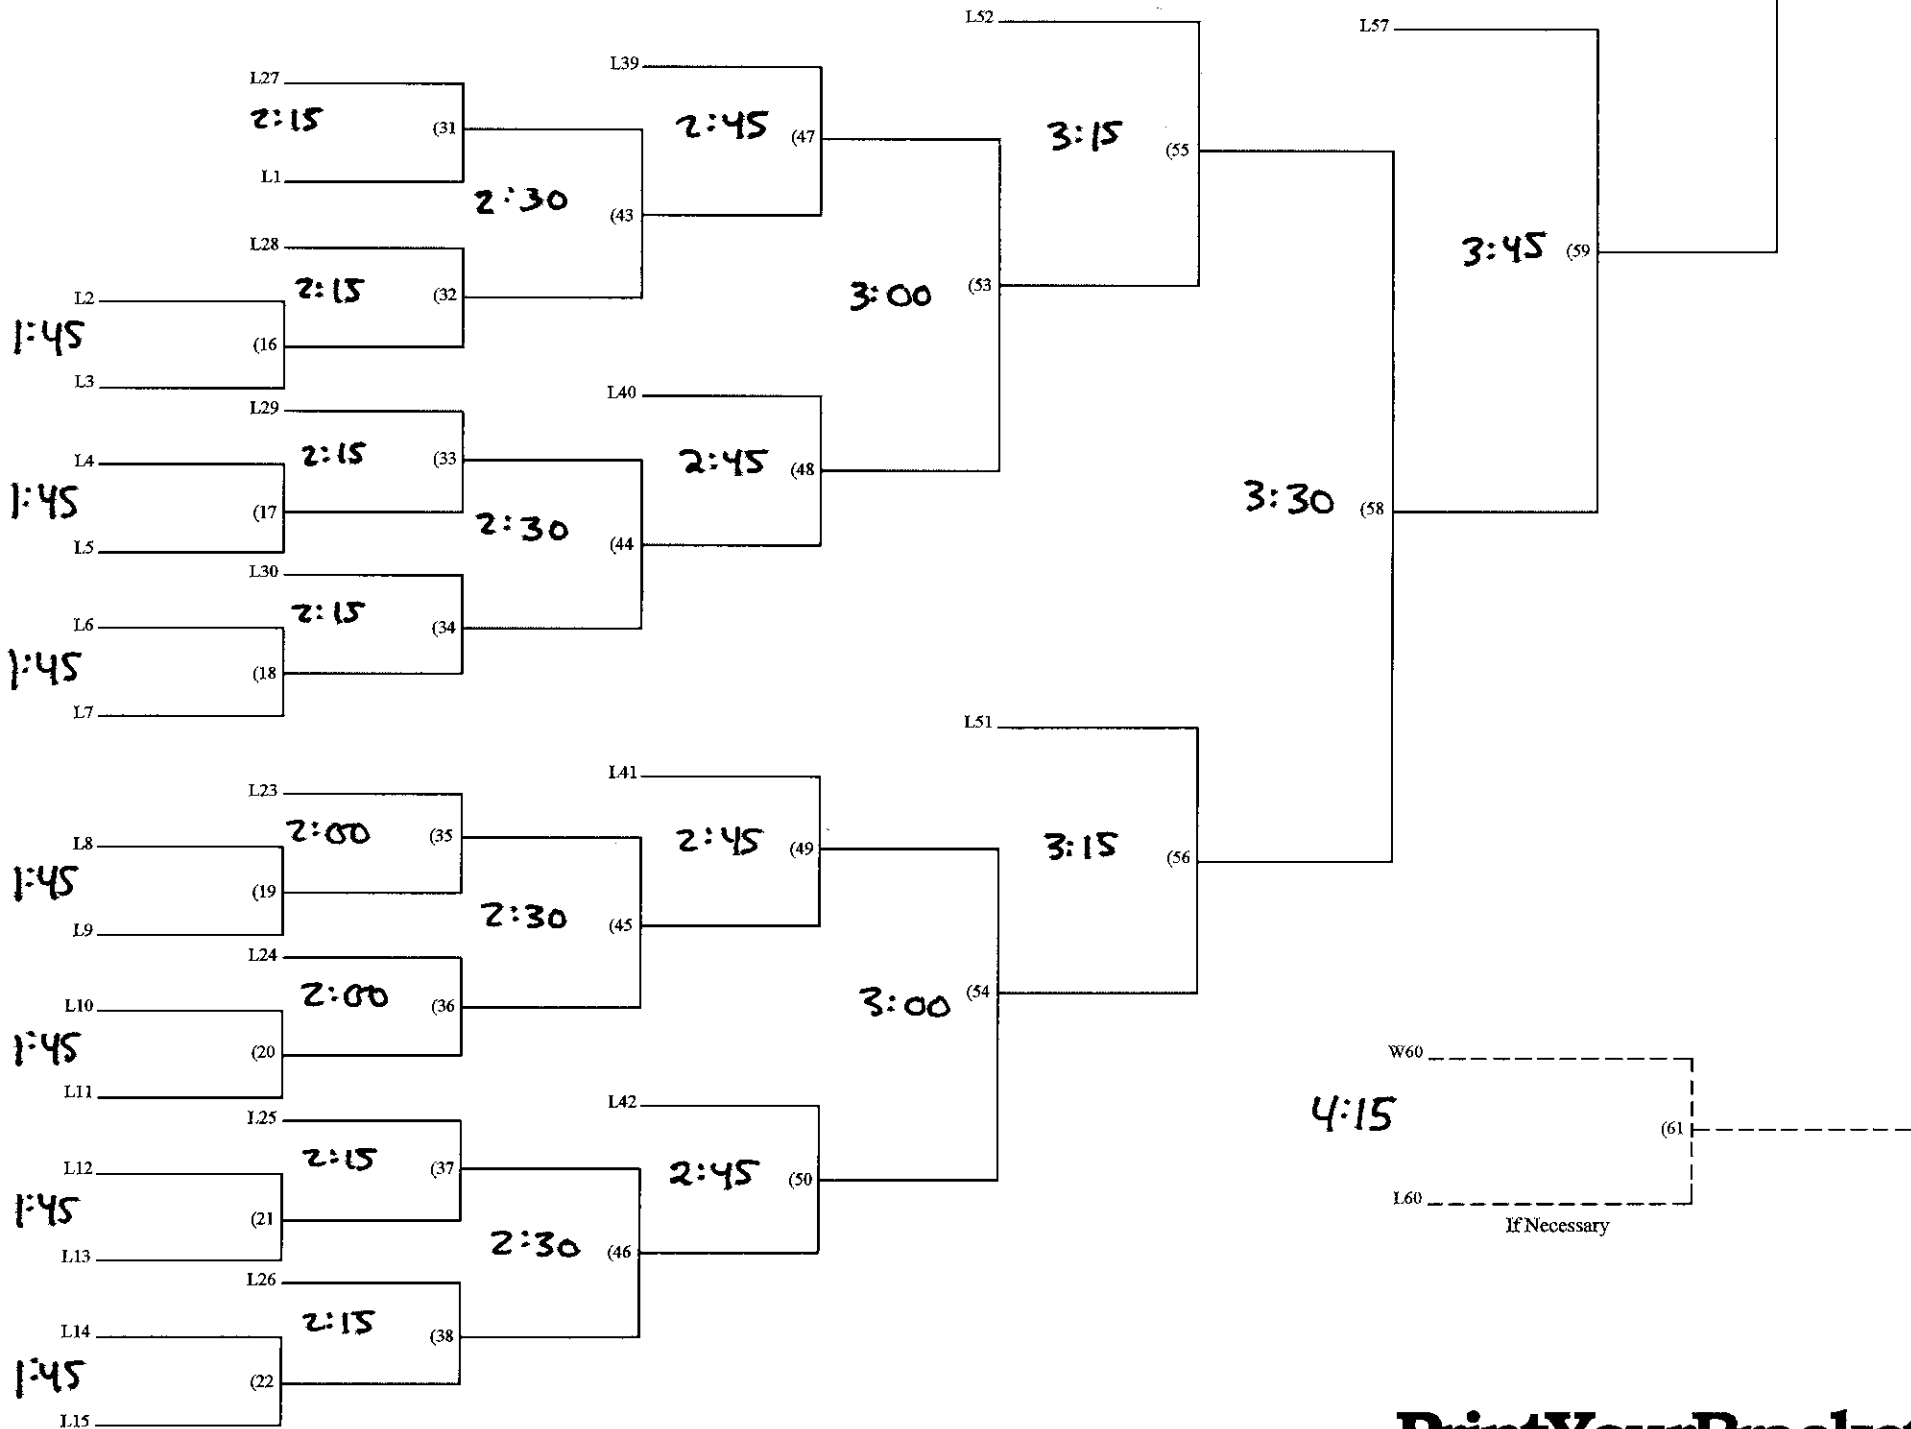 L52
L57
L39
L27
2:15
(31
2:45
(47
3:15
(55
L1
2:30
(43
L28
3:45
(59
2:15
(32
3:00
(53
L2
1:45
(16
L3
L40
L29
2:15
(33
2:45
(48
L4
1:45
(17
3:30
(58
2:30
(44
L5
L30
2:15
(34
L6
1:45
(18
L7
L51
L41
L23
2:00
(35
2:45
(49
3:15
(56
L8
1:45
(19
2:30
(45
L9
L24
2:00
(36
3:00
(54
L10
1:45
(20
W60
L11
L42
4:15
(61
L25
2:15
(37
2:45
(50
L12
1:45
(21
L60
If Necessary
2:30
(46
L13
L26
2:15
(38
L14
1:45
(22
L15
PrintYourBracket